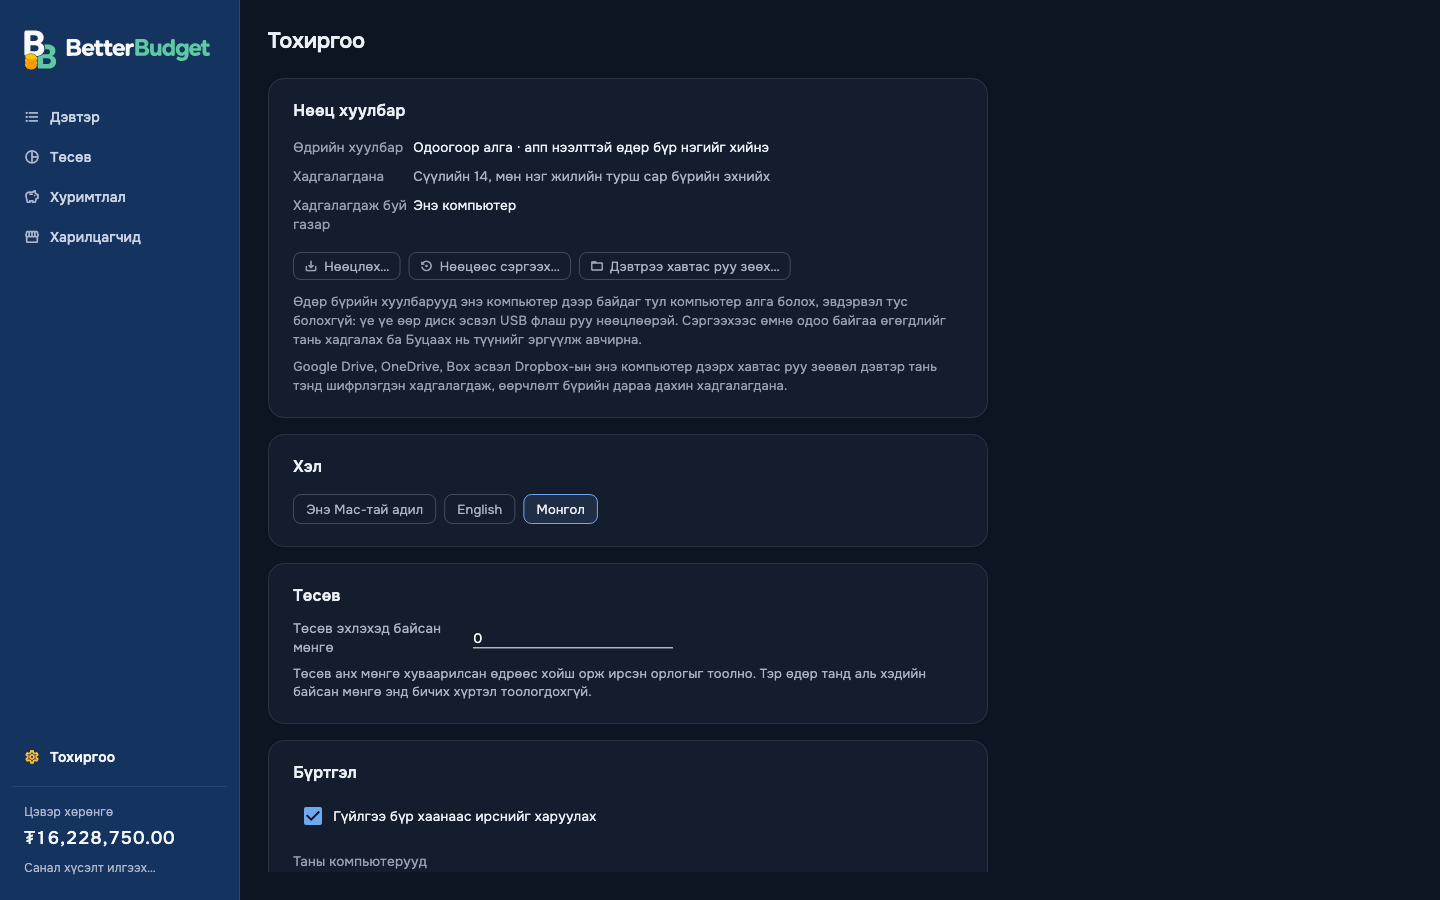 BetterBudget
Дэвтэр
Төсөв
Хуримтлал
Харилцагчид
Тохиргоо
Цэвэр хөрөнгө
₮16,228,750.00
Санал хүсэлт илгээх...
Тохиргоо
Нөөц хуулбар
Өдрийн хуулбар Одоогоор алга · апп нээлттэй өдөр бүр нэгийг хийнэ
Хадгалагдана Сүүлийн 14, мөн нэг жилийн турш сар бүрийн эхнийх
Хадгалагдаж буй газар Энэ компьютер
Нөөцлөх... Нөөцөөс сэргээх... Дэвтрээ хавтас руу зөөх...
Өдөр бүрийн хуулбарууд энэ компьютер дээр байдаг тул компьютер алга болох, эвдэрвэл тус
болохгүй: үе үе өөр диск эсвэл USB флаш руу нөөцлөөрэй. Сэргээхээс өмнө одоо байгаа өгөгдлийг
тань хадгалах ба Буцаах нь түүнийг эргүүлж авчирна.
Google Drive, OneDrive, Box эсвэл Dropbox-ын энэ компьютер дээрх хавтас руу зөөвөл дэвтэр тань
тэнд шифрлэгдэн хадгалагдаж, өөрчлөлт бүрийн дараа дахин хадгалагдана.
Хэл
Энэ Mac-тай адил English Монгол
Төсөв
Төсөв эхлэхэд байсан
мөнгө
0
Төсөв анх мөнгө хуваарилсан өдрөөс хойш орж ирсэн орлогыг тоолно. Тэр өдөр танд аль хэдийн
байсан мөнгө энд бичих хүртэл тоологдохгүй.
Бүртгэл
Гүйлгээ бүр хаанаас ирснийг харуулах
Таны компьютерууд